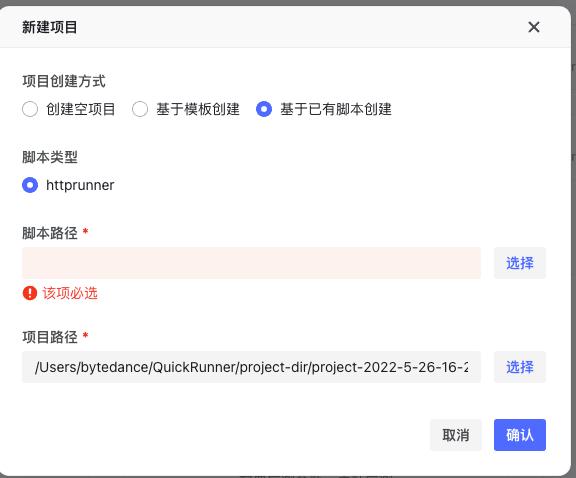 新建项目
项目创建方式
创建空项目 基于模板创建 基于已有脚本创建
脚本类型
httprunner
脚本路径 *
选择
该项必选
项目路径 *
/Users/bytedance/QuickRunner/project-dir/project-2022-5-26-16-2 选择
取消 确认